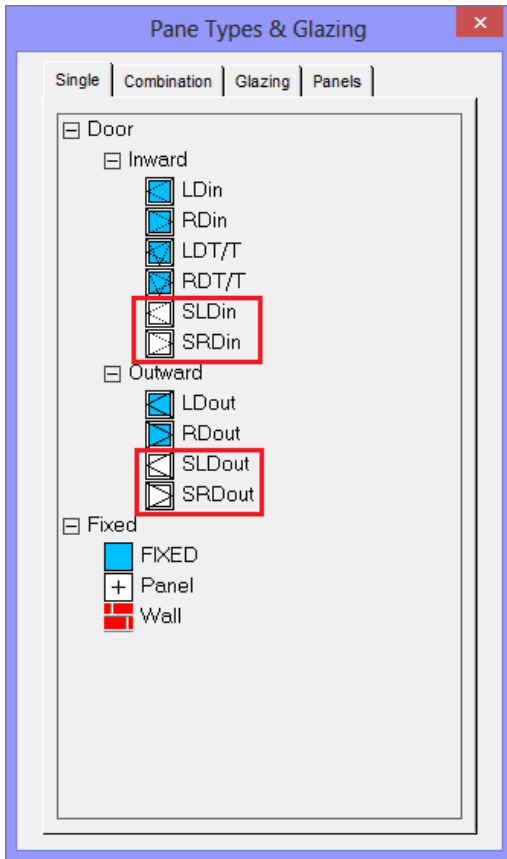 Pane Types & Glazing
Single Combination Glazing Panels
Door
Inward
LDin
RDin
LDT/T
RDT/T
SLDin
SRDin
Outward
LDout
RDout
SLDout
SRDout
Fixed
FIXED
Panel
Wall